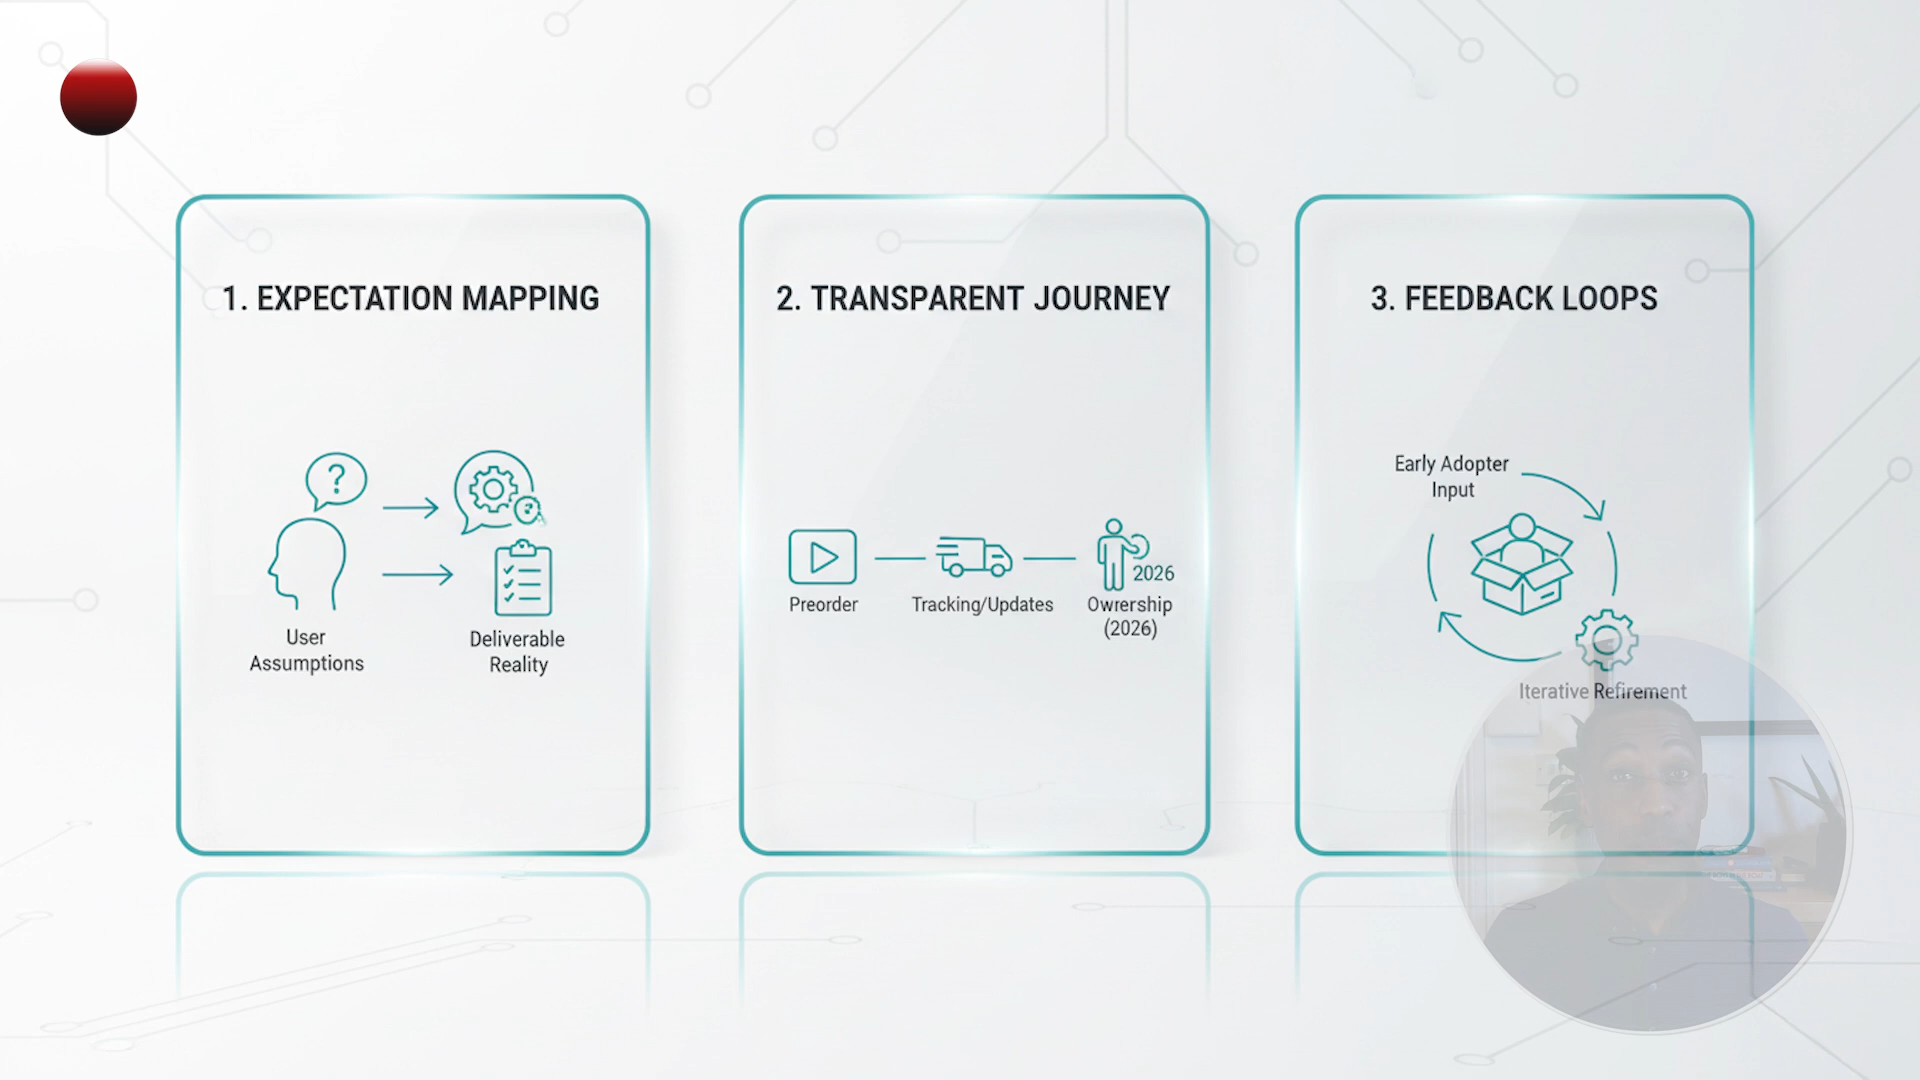 1. EXPECTATION MAPPING
?
User
Assumptions
Deliverable
Reality
2. TRANSPARENT JOURNEY
Preorder
Tracking/Updates
2026
Owrership
(2026)
3. FEEDBACK LOOPS
Early Adopter
Input
Iterative Refirement